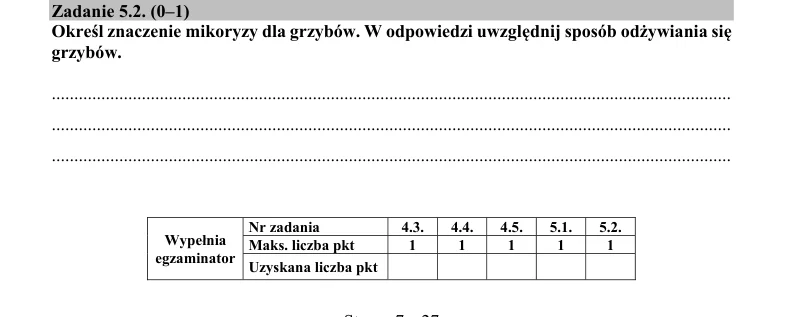 Zadanie 5.2. (0–1)
Określ znaczenie mikoryzy dla grzybów. W odpowiedzi uwzględnij sposób odżywiania się
grzybów.
....................................................................................................................................................
....................................................................................................................................................
....................................................................................................................................................
Wypełnia egzaminator
Nr zadania 4.3. 4.4. 4.5. 5.1. 5.2.
Maks. liczba pkt 1 1 1 1 1
Uzyskana liczba pkt